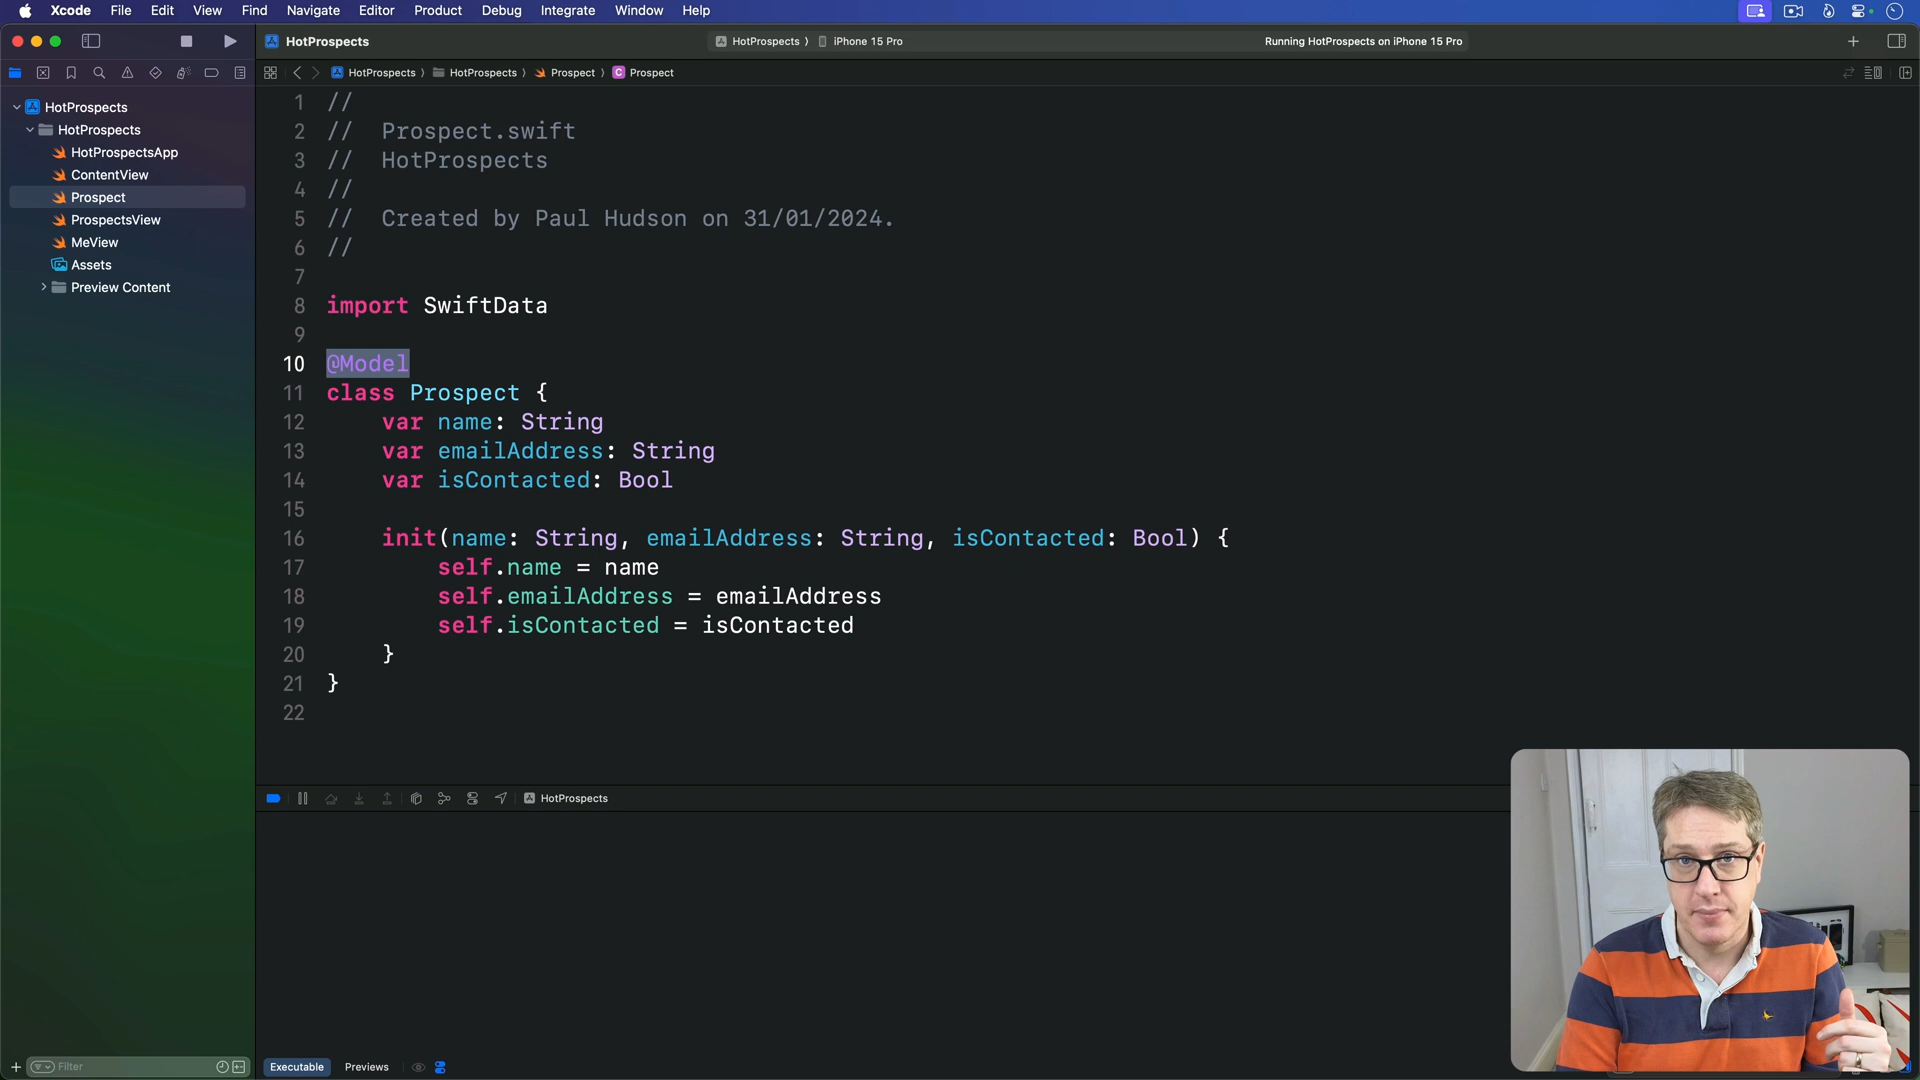 Xcode File Edit View Find Navigate Editor Product Debug Integrate Window Help
HotProspects
HotProspects
iPhone 15 Pro
Running HotProspects on iPhone 15 Pro
HotProspects
HotProspects
Prospect
C Prospect
HotProspects
HotProspects
HotProspectsApp
ContentView
Prospect
ProspectsView
MeView
Assets
Preview Content
1 //
2 //  Prospect.swift
3 //  HotProspects
4 //
5 //  Created by Paul Hudson on 31/01/2024.
6 //
7
8 import SwiftData
9
10 @Model
11 class Prospect {
12     var name: String
13     var emailAddress: String
14     var isContacted: Bool
15
16     init(name: String, emailAddress: String, isContacted: Bool) {
17         self.name = name
18         self.emailAddress = emailAddress
19         self.isContacted = isContacted
20     }
21 }
22
HotProspects
Filter
Executable
Previews